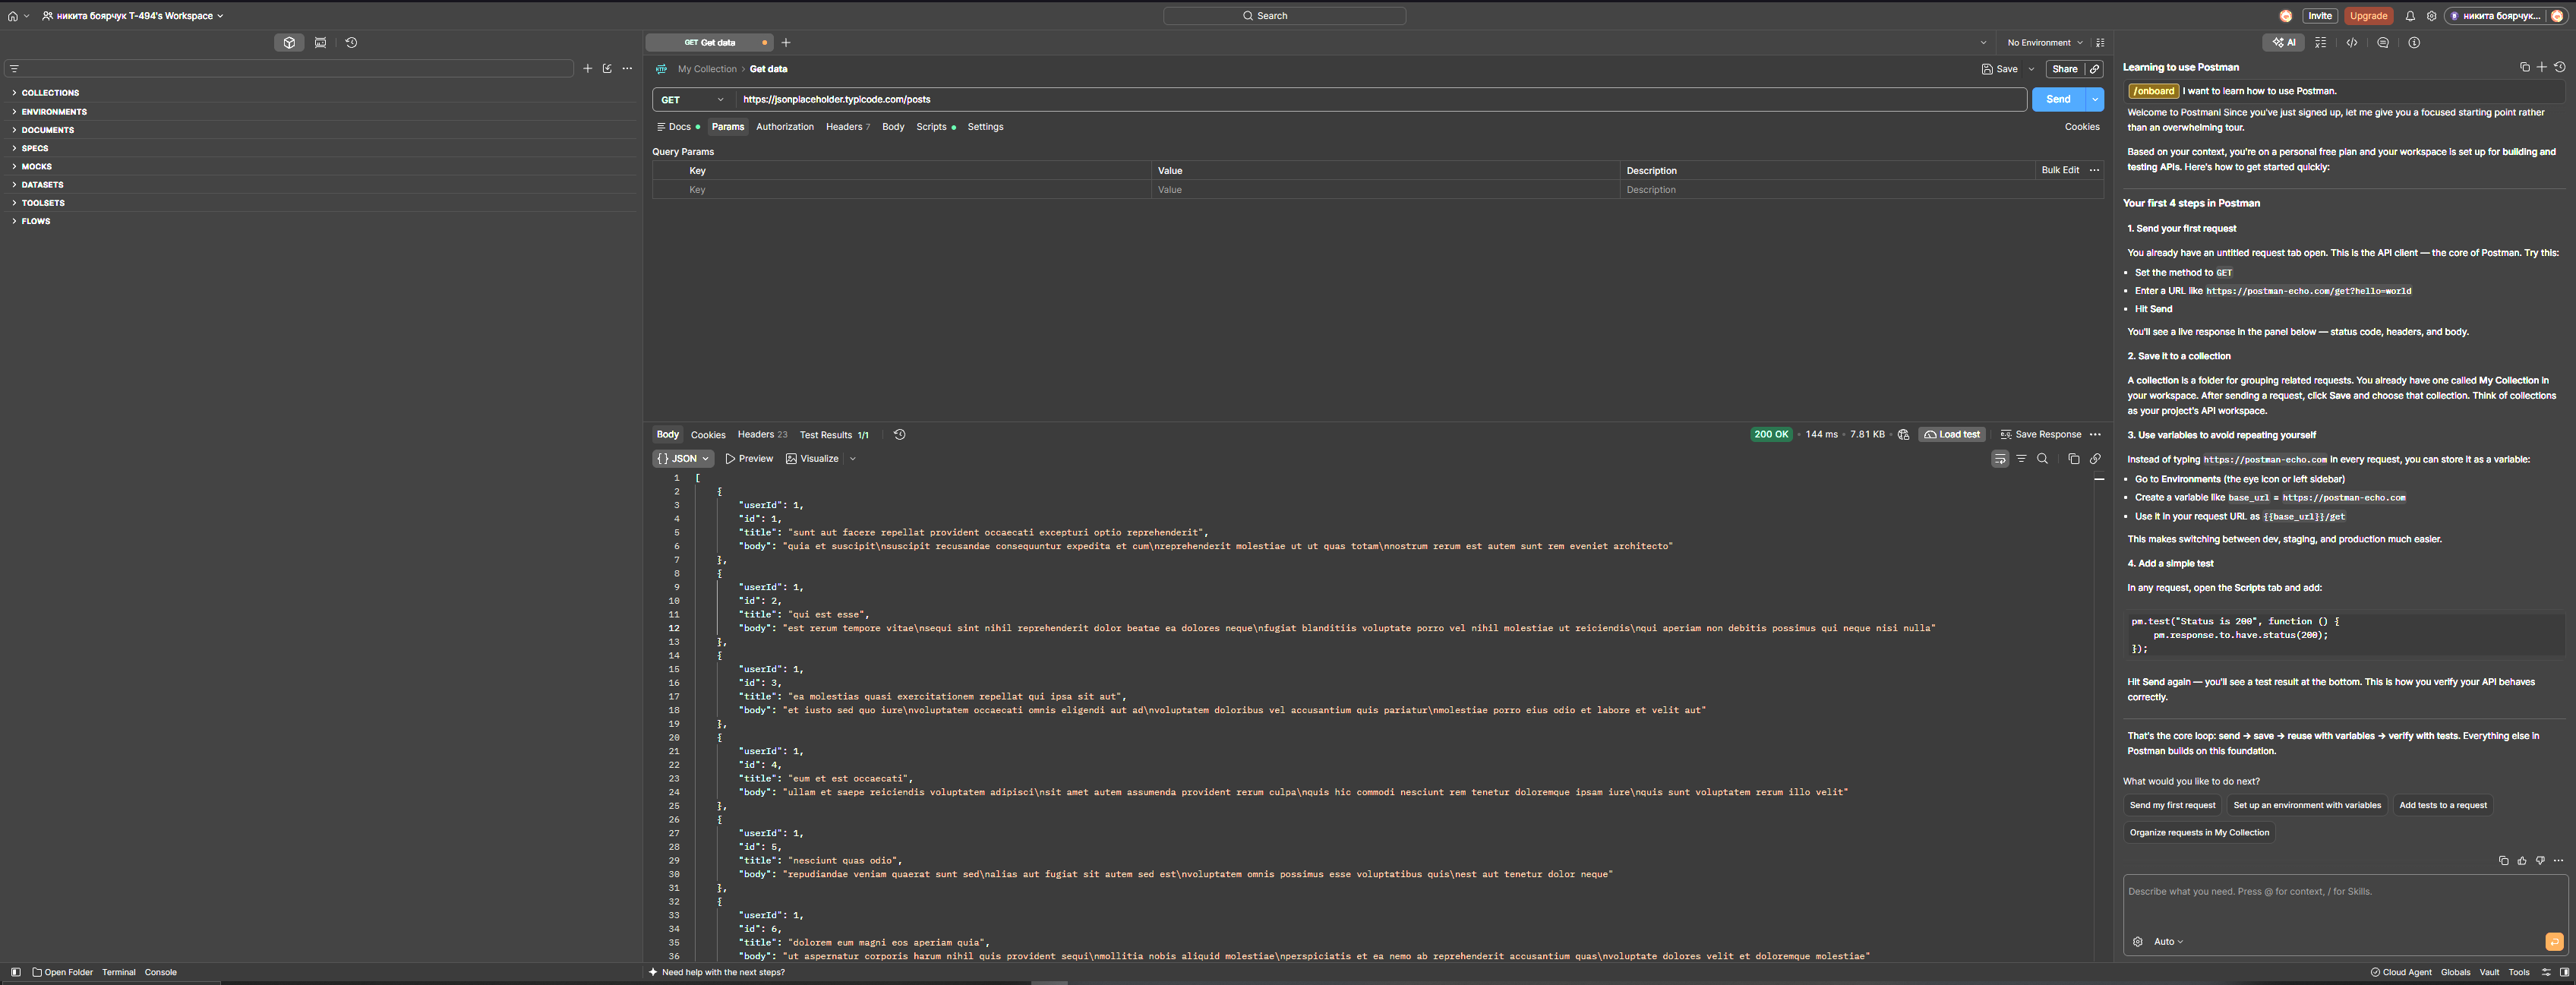 никита боярчук Т-494's Workspace
Search
Invite
Upgrade
никита боярчук...
GET Get data
No Environment
AI
COLLECTIONS
ENVIRONMENTS
DOCUMENTS
SPECS
MOCKS
DATASETS
TOOLSETS
FLOWS
HTTP
My Collection > Get data
Save
Share
GET
https://jsonplaceholder.typicode.com/posts
Send
Docs
Params
Authorization
Headers 7
Body
Scripts
Settings
Cookies
Query Params
Key Value Description Bulk Edit
Key Value Description
Body
Cookies
Headers 23
Test Results 1/1
200 OK • 144 ms • 7.81 KB
Load test
Save Response
{ } JSON
Preview
Visualize
1 [
2 {
3 "userId": 1,
4 "id": 1,
5 "title": "sunt aut facere repellat provident occaecati excepturi optio reprehenderit",
6 "body": "quia et suscipit\nsuscipit recusandae consequuntur expedita et cum\nreprehenderit molestiae ut ut quas totam\nnostrum rerum est autem sunt rem eveniet architecto"
7 },
8 {
9 "userId": 1,
10 "id": 2,
11 "title": "qui est esse",
12 "body": "est rerum tempore vitae\nsequi sint nihil reprehenderit dolor beatae ea dolores neque\nfugiat blanditiis voluptate porro vel nihil molestiae ut reiciendis\nqui aperiam non debitis possimus qui neque nisi nulla"
13 },
14 {
15 "userId": 1,
16 "id": 3,
17 "title": "ea molestias quasi exercitationem repellat qui ipsa sit aut",
18 "body": "et iusto sed quo iure\nvoluptatem occaecati omnis eligendi aut ad\nvoluptatem doloribus vel accusantium quis pariatur\nmolestiae porro eius odio et labore et velit aut"
19 },
20 {
21 "userId": 1,
22 "id": 4,
23 "title": "eum et est occaecati",
24 "body": "ullam et saepe reiciendis voluptatem adipisci\nsit amet autem assumenda provident rerum culpa\nquis hic commodi nesciunt rem tenetur doloremque ipsam iure\nquis sunt voluptatem rerum illo velit"
25 },
26 {
27 "userId": 1,
28 "id": 5,
29 "title": "nesciunt quas odio",
30 "body": "repudiandae veniam quaerat sunt sed\nalias aut fugiat sit autem sed est\nvoluptatem omnis possimus esse voluptatibus quis\nest aut tenetur dolor neque"
31 },
32 {
33 "userId": 1,
34 "id": 6,
35 "title": "dolorem eum magni eos aperiam quia",
36 "body": "ut aspernatur corporis harum nihil quis provident sequi\nmollitia nobis aliquid molestiae\nperspiciatis et ea nemo ab reprehenderit accusantium quas\nvoluptate dolores velit et doloremque molestiae"
Learning to use Postman
/onboard I want to learn how to use Postman.
Welcome to Postman! Since you've just signed up, let me give you a focused starting point rather
than an overwhelming tour.
Based on your context, you're on a personal free plan and your workspace is set up for building and
testing APIs. Here's how to get started quickly:
Your first 4 steps in Postman
1. Send your first request
You already have an untitled request tab open. This is the API client — the core of Postman. Try this:
• Set the method to GET
• Enter a URL like https://postman-echo.com/get?hello=world
• Hit Send
You'll see a live response in the panel below — status code, headers, and body.
2. Save it to a collection
A collection is a folder for grouping related requests. You already have one called My Collection in
your workspace. After sending a request, click Save and choose that collection. Think of collections
as your project's API workspace.
3. Use variables to avoid repeating yourself
Instead of typing https://postman-echo.com in every request, you can store it as a variable:
• Go to Environments (the eye icon or left sidebar)
• Create a variable like base_url = https://postman-echo.com
• Use it in your request URL as {{base_url}}/get
This makes switching between dev, staging, and production much easier.
4. Add a simple test
In any request, open the Scripts tab and add:
pm.test("Status is 200", function () {
pm.response.to.have.status(200);
});
Hit Send again — you'll see a test result at the bottom. This is how you verify your API behaves
correctly.
That's the core loop: send → save → reuse with variables → verify with tests. Everything else in
Postman builds on this foundation.
What would you like to do next?
Send my first request
Set up an environment with variables
Add tests to a request
Organize requests in My Collection
Describe what you need. Press @ for context, / for Skills.
Auto
Open Folder
Terminal
Console
Need help with the next steps?
Cloud Agent
Globals
Vault
Tools